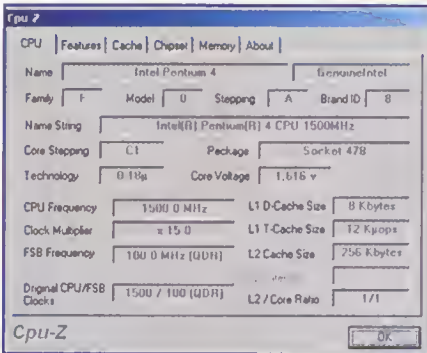 Cpu Z
CPU Features Cache Chipset Memory About
Name Intel Pentium 4 GenuineIntel
Family F Model 0 Stepping A Brand ID 8
Name String Intel(R) Pentium(R) 4 CPU 1500MHz
Core Stepping C1 Package Socket 478
Technology 0.18µ Core Voltage 1,616 v
CPU Frequency 1500.0 MHz L1 D-Cache Size 8 Kbytes
Clock Multiplier x 15.0 L1 T-Cache Size 12 Kµops
FSB Frequency 100.0 MHz (QDR) L2 Cache Size 256 Kbytes
Original CPU/FSB Clocks 1500 / 100 (QDR) L2 / Core Ratio 1/1
Cpu-Z OK